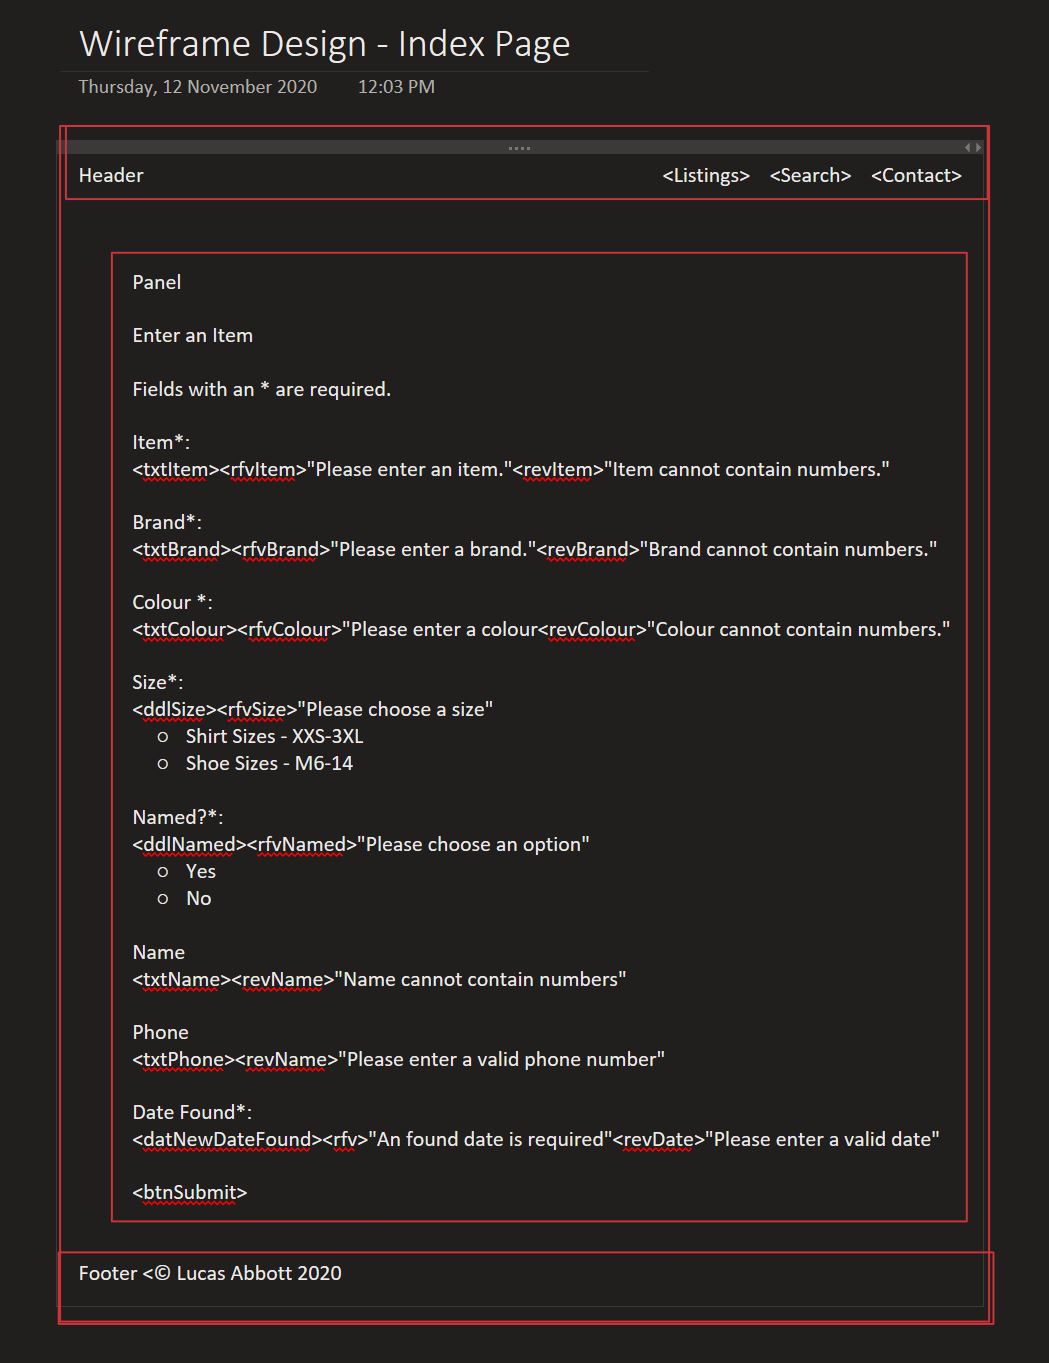 Wireframe Design - Index Page
Thursday, 12 November 2020 12:03 PM
Header <Listings> <Search> <Contact>
Panel
Enter an Item
Fields with an * are required.
Item*:
<txtItem><rfvItem>"Please enter an item."<revItem>"Item cannot contain numbers."
Brand*:
<txtBrand><rfvBrand>"Please enter a brand."<revBrand>"Brand cannot contain numbers."
Colour *:
<txtColour><rfvColour>"Please enter a colour<revColour>"Colour cannot contain numbers."
Size*:
<ddlSize><rfvSize>"Please choose a size"
○ Shirt Sizes - XXS-3XL
○ Shoe Sizes - M6-14
Named?*:
<ddlNamed><rfvNamed>"Please choose an option"
○ Yes
○ No
Name
<txtName><revName>"Name cannot contain numbers"
Phone
<txtPhone><revName>"Please enter a valid phone number"
Date Found*:
<datNewDateFound><rfv>"An found date is required"<revDate>"Please enter a valid date"
<btnSubmit>
Footer <© Lucas Abbott 2020